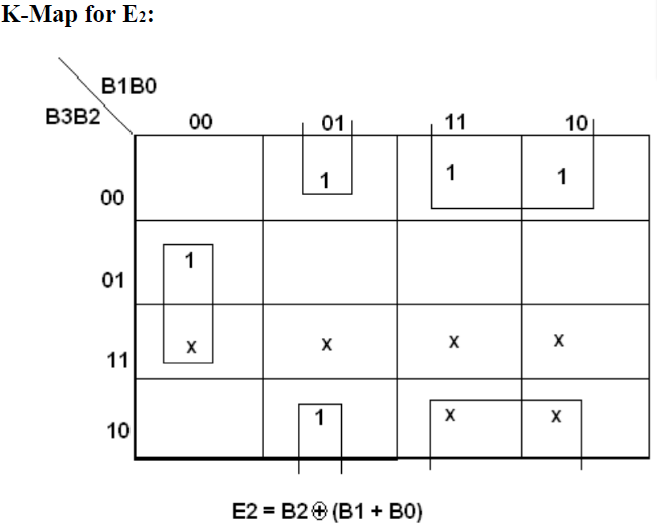 K-Map for E2:
B1B0
B3B2
00 01 11 10
00 1 1 1
01 1
11 X X X X
10 1 X X
E2 = B2 ⊕ (B1 + B0)